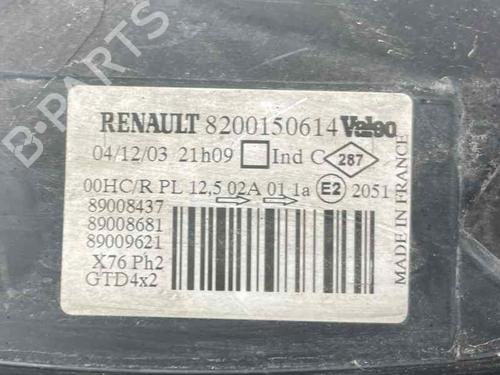 B-PARTS
RENAULT 8200150614 Valeo
04/12/03 21h09 Ind C 287
00HC/R PL 12,5 02A 01 1a E2 2051
89008437
89008681
89009621
X76 Ph2
GTD4x2
MADE IN FRANCE